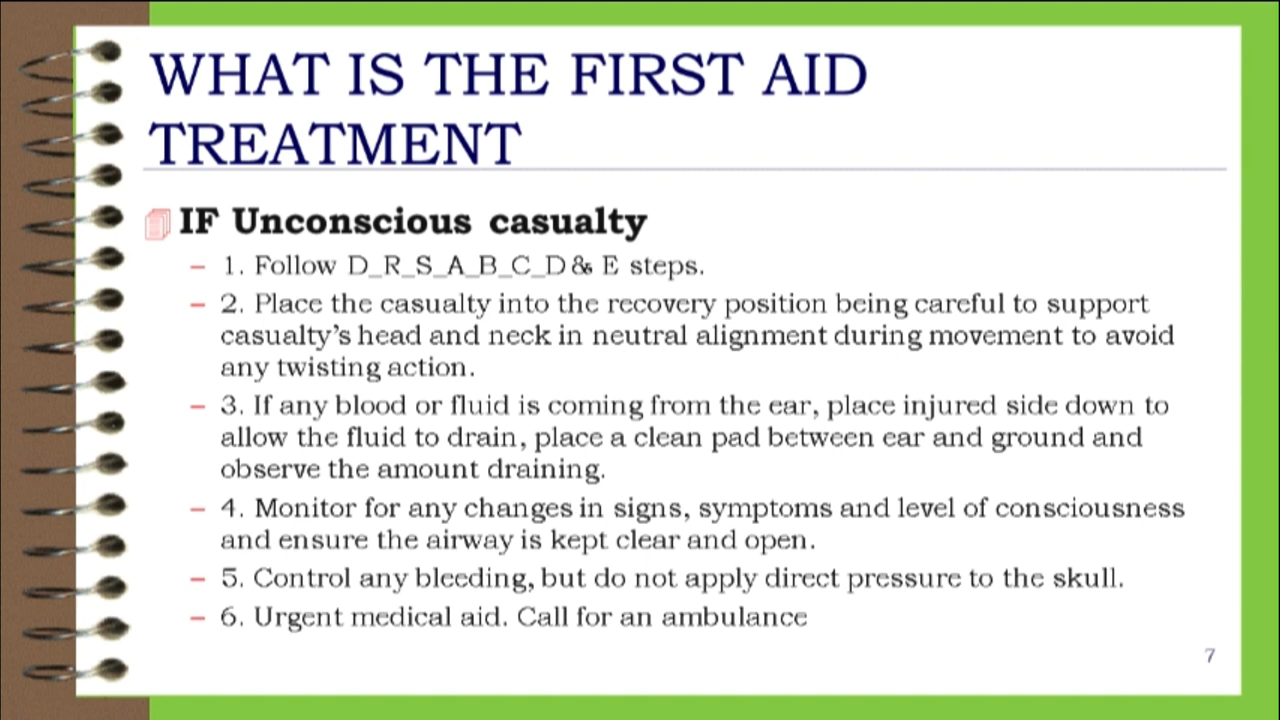 WHAT IS THE FIRST AID
TREATMENT
IF Unconscious casualty
– 1. Follow D_R_S_A_B_C_D& E steps.
– 2. Place the casualty into the recovery position being careful to support
casualty's head and neck in neutral alignment during movement to avoid
any twisting action.
– 3. If any blood or fluid is coming from the ear, place injured side down to
allow the fluid to drain, place a clean pad between ear and ground and
observe the amount draining.
– 4. Monitor for any changes in signs, symptoms and level of consciousness
and ensure the airway is kept clear and open.
– 5. Control any bleeding, but do not apply direct pressure to the skull.
– 6. Urgent medical aid. Call for an ambulance
7